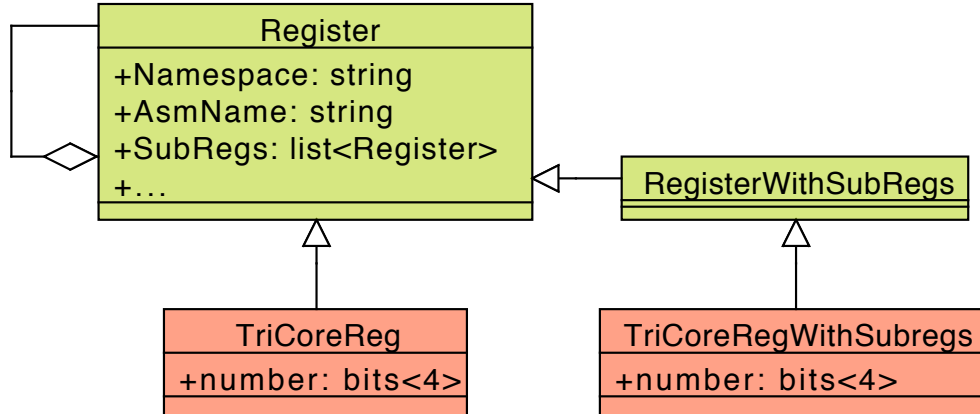 Register
+Namespace: string
+AsmName: string
+SubRegs: list<Register>
+...
RegisterWithSubRegs
TriCoreReg
+number: bits<4>
TriCoreRegWithSubregs
+number: bits<4>